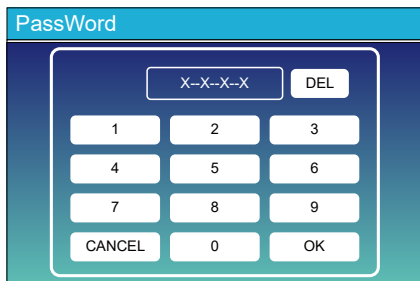 PassWord
X--X--X--X DEL
1 2 3
4 5 6
7 8 9
CANCEL 0 OK